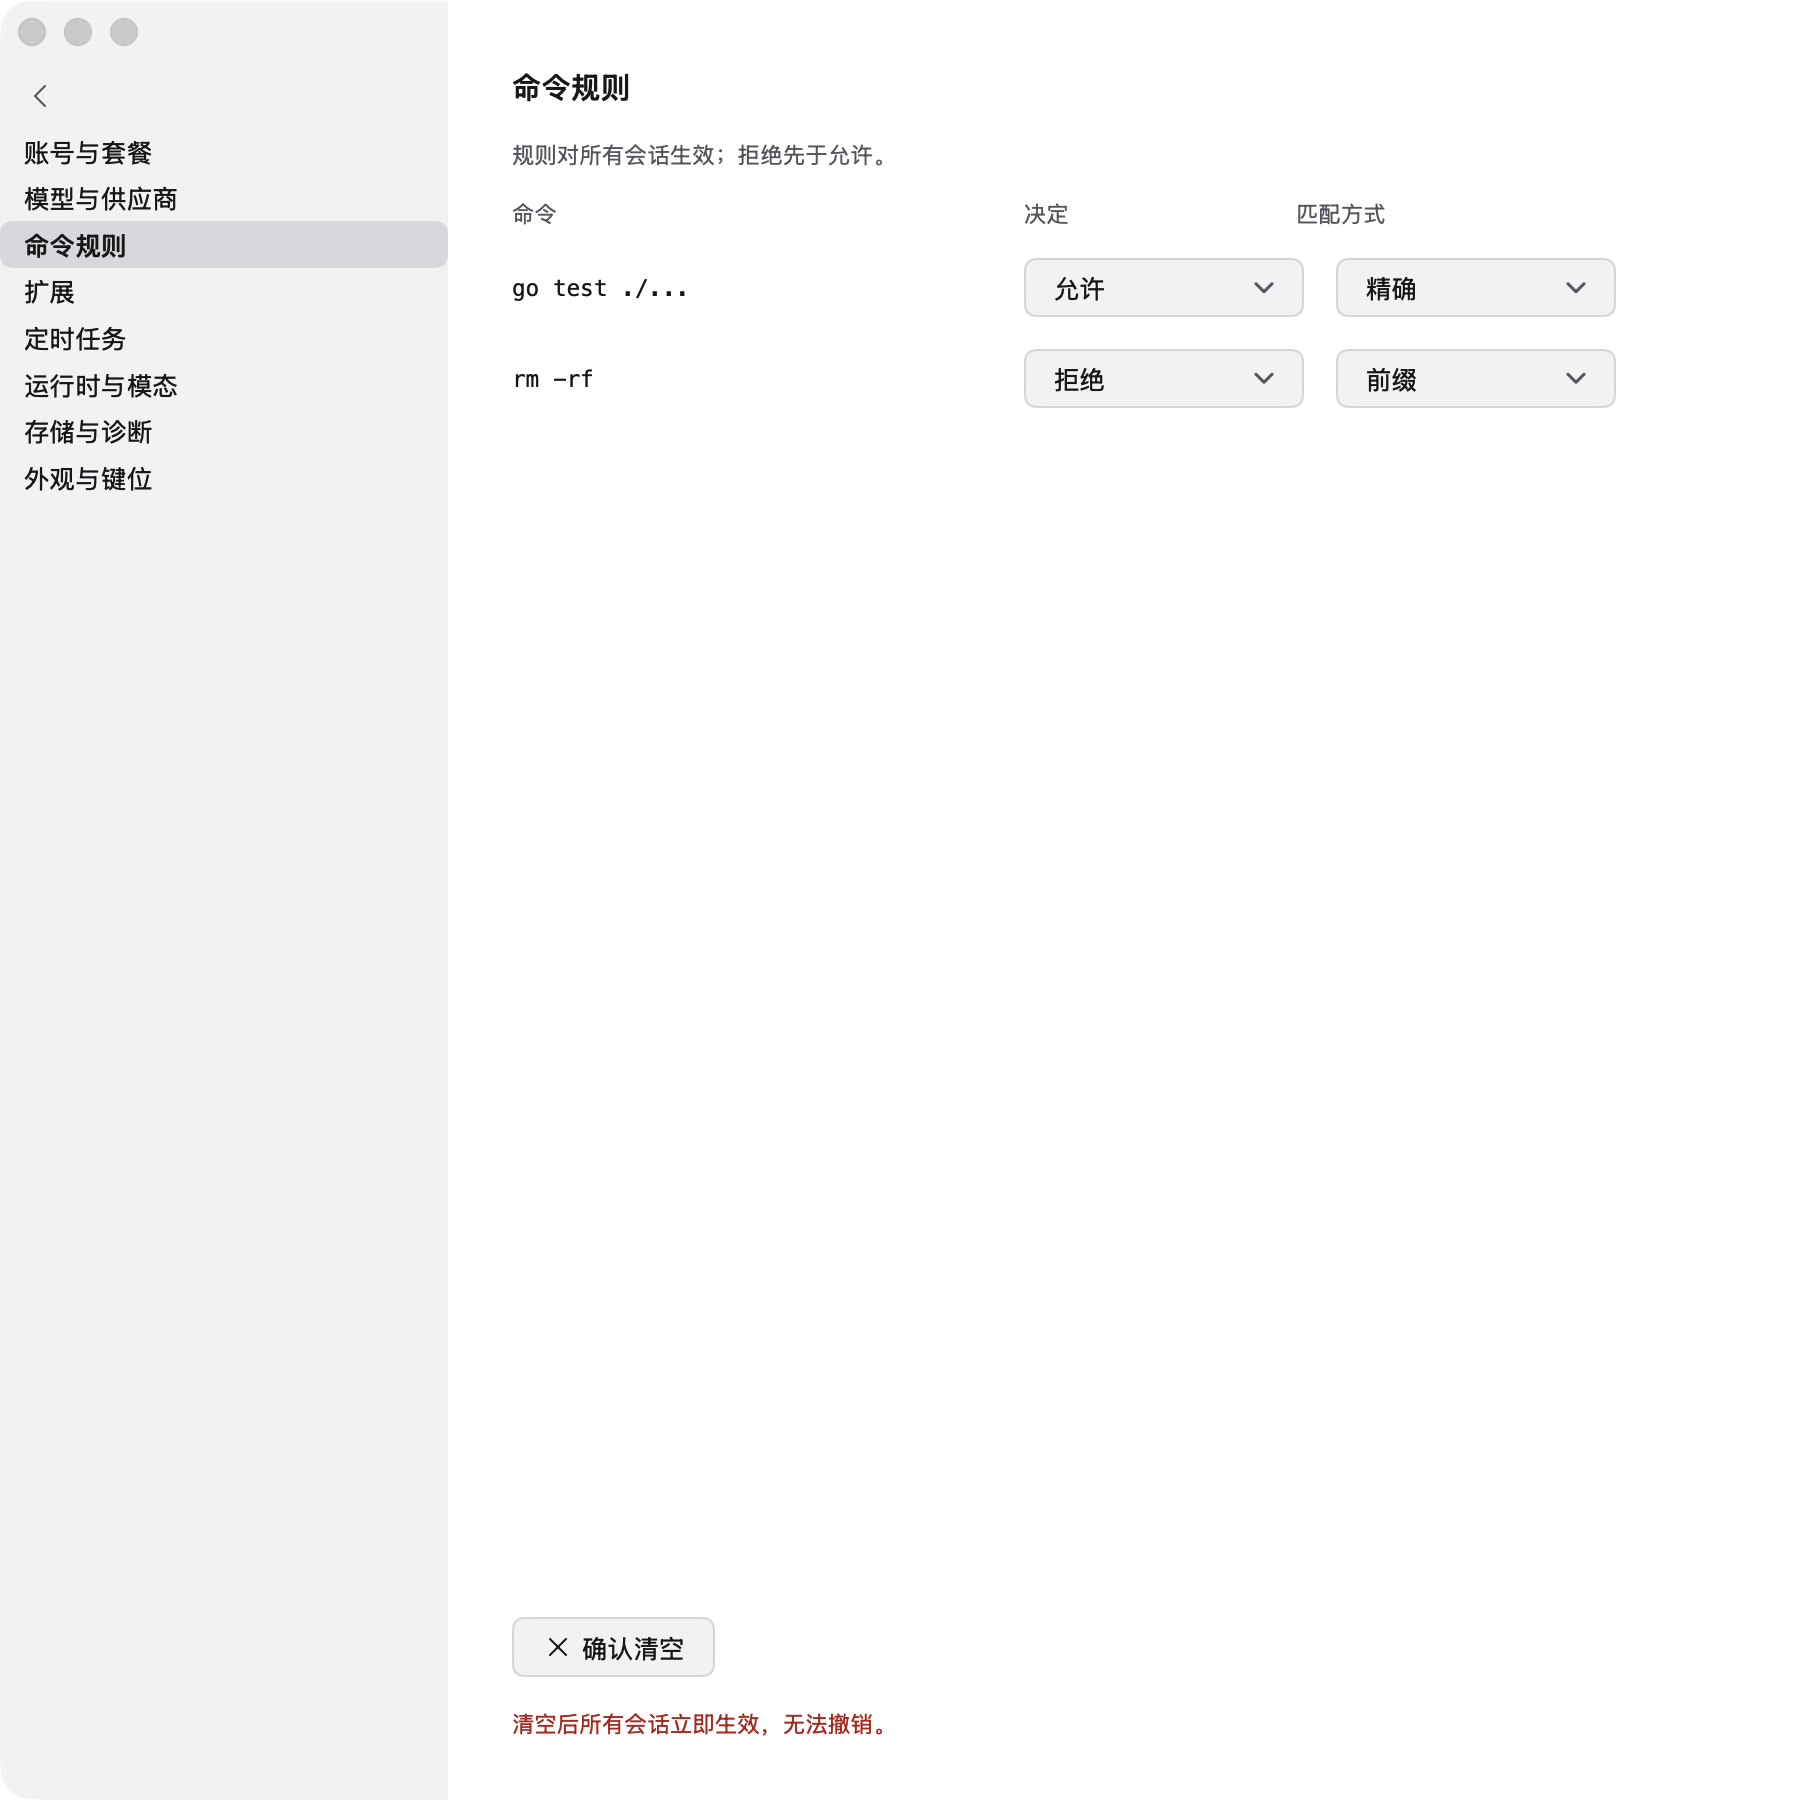 命令规则
规则对所有会话生效；拒绝先于允许。
账号与套餐
模型与供应商
命令规则
扩展
定时任务
运行时与模态
存储与诊断
外观与键位
命令 决定 匹配方式
go test ./... 允许 精确
rm -rf 拒绝 前缀
确认清空
清空后所有会话立即生效，无法撤销。